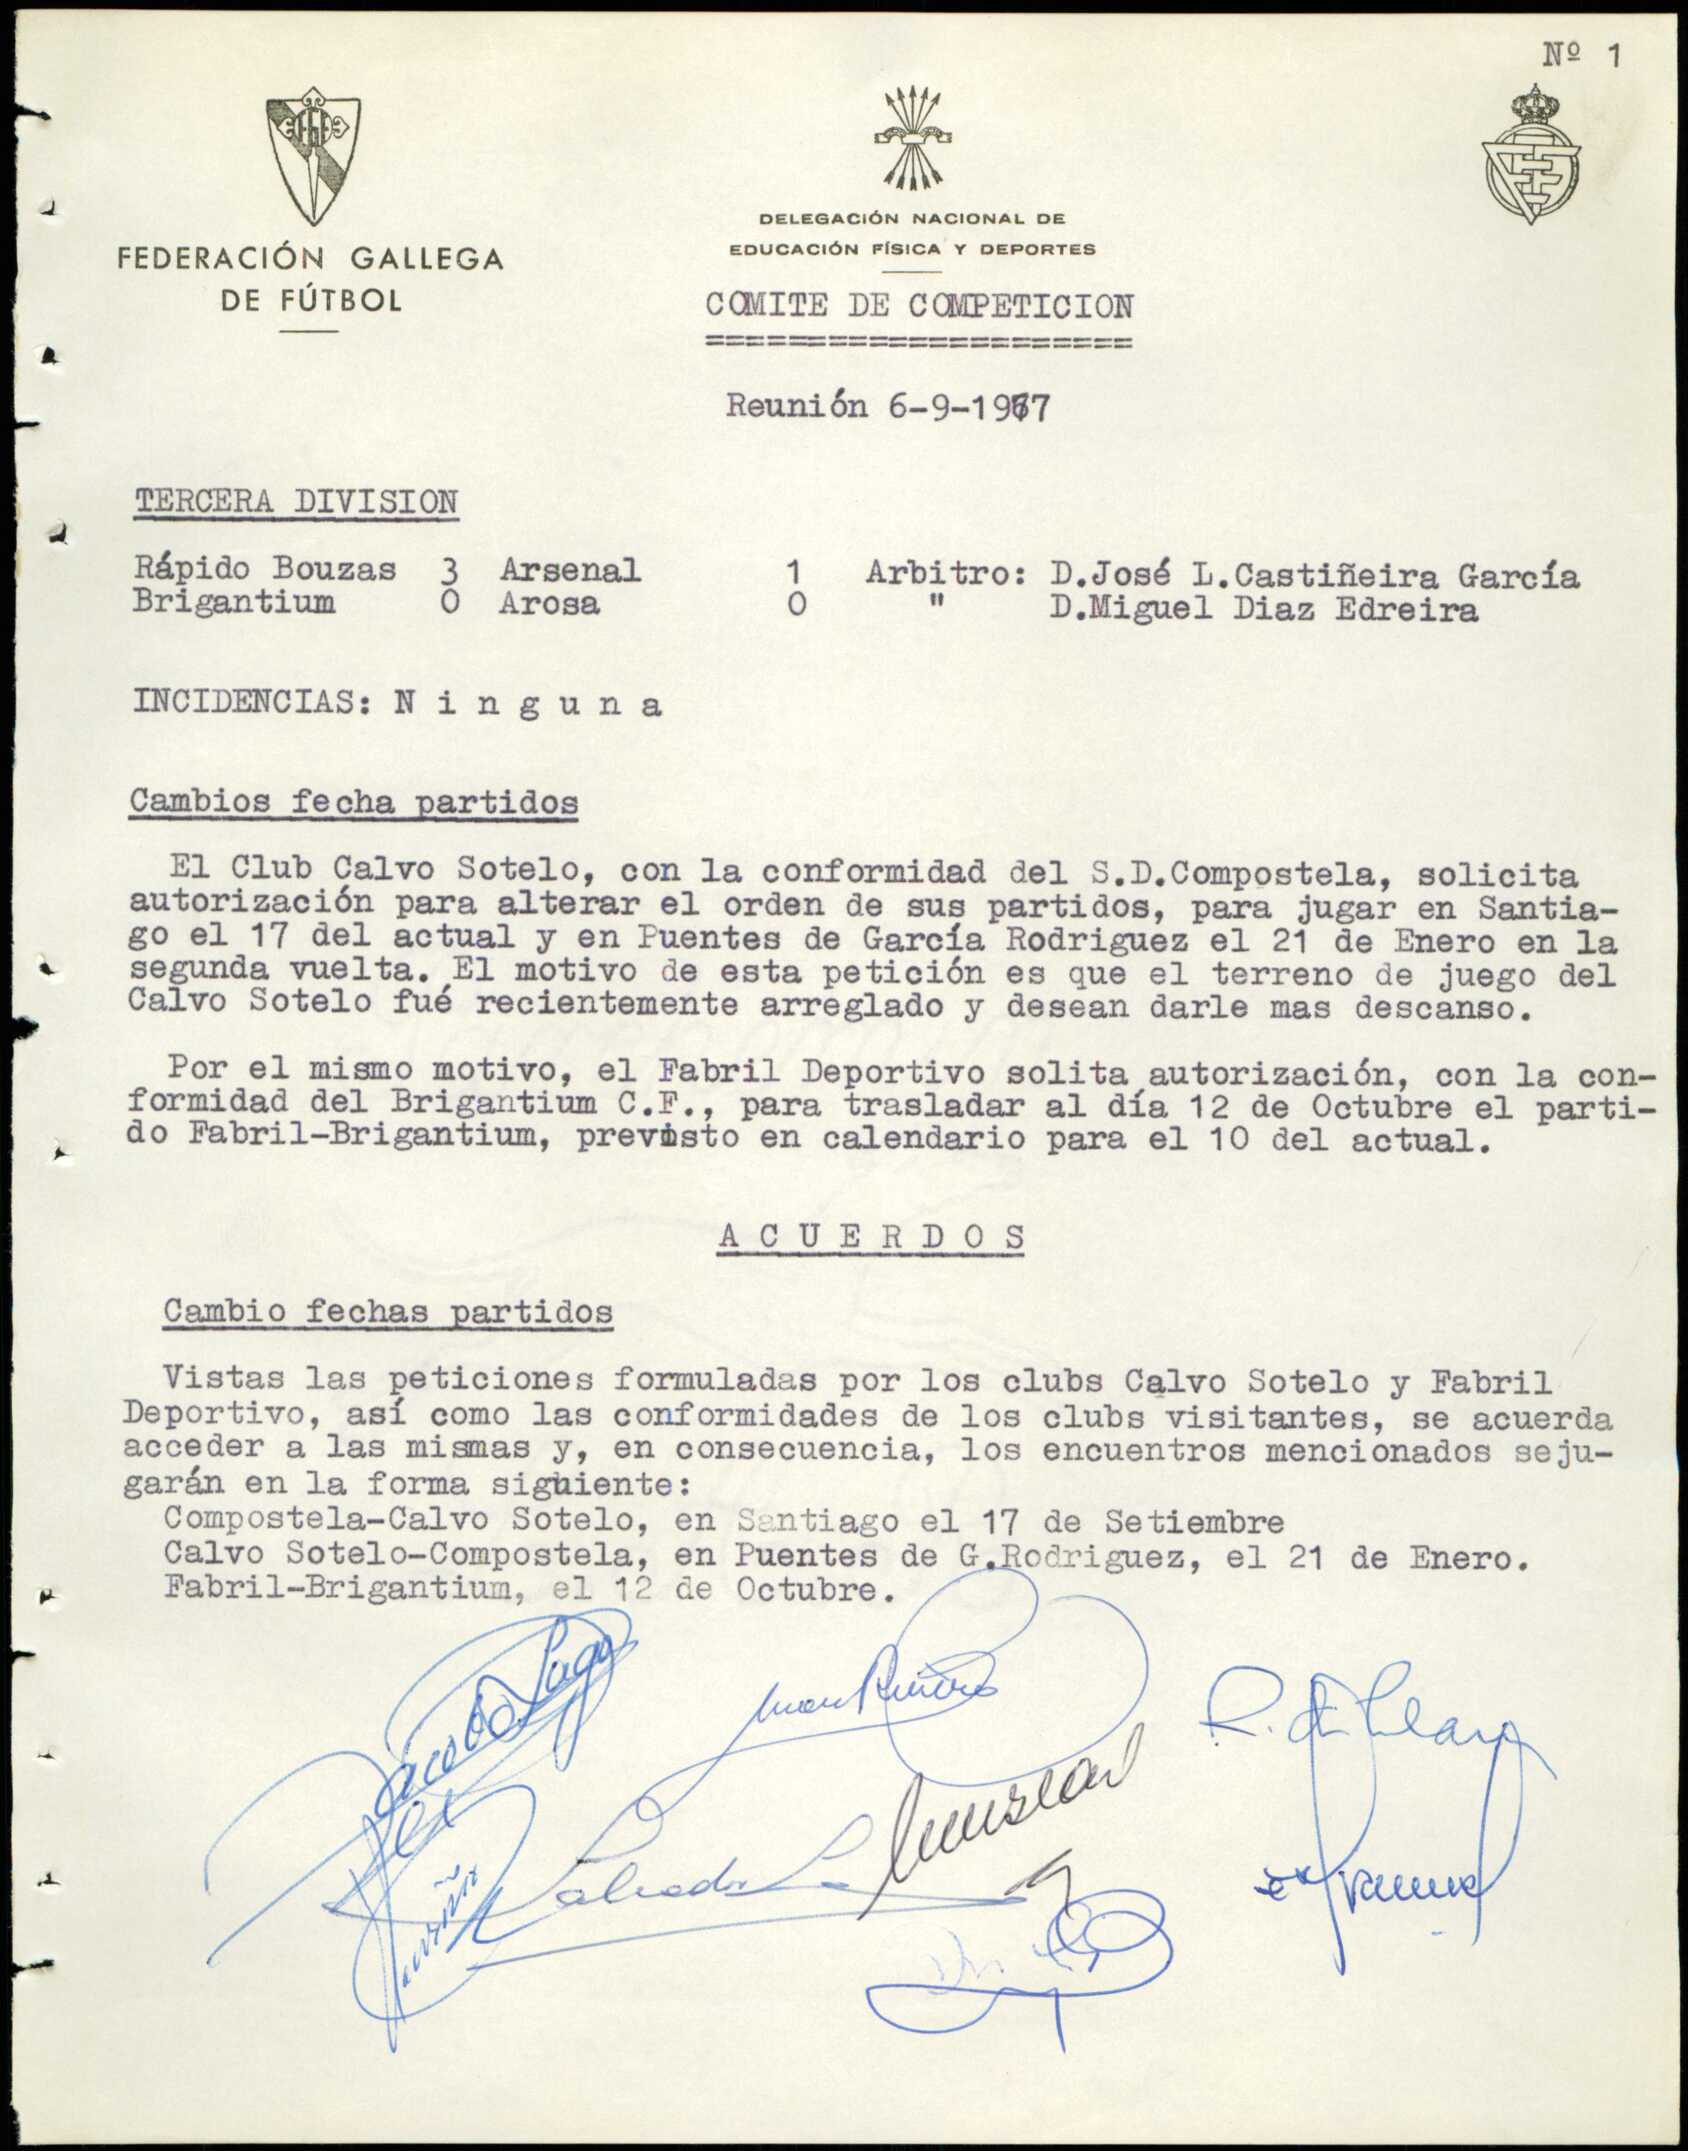 Nº 1
FEDERACIÓN GALLEGA
DE FÚTBOL
DELEGACIÓN NACIONAL DE
EDUCACIÓN FÍSICA Y DEPORTES
COMITE DE COMPETICION
=====================
Reunión 6-9-1967
TERCERA DIVISION
Rápido Bouzas 3 Arsenal 1 Arbitro: D.José L.Castiñeira García
Brigantium 0 Arosa 0 " D.Miguel Diaz Edreira
INCIDENCIAS: N i n g u n a
Cambios fecha partidos
El Club Calvo Sotelo, con la conformidad del S.D.Compostela, solicita
autorización para alterar el orden de sus partidos, para jugar en Santia-
go el 17 del actual y en Puentes de García Rodriguez el 21 de Enero en la
segunda vuelta. El motivo de esta petición es que el terreno de juego del
Calvo Sotelo fué recientemente arreglado y desean darle mas descanso.
Por el mismo motivo, el Fabril Deportivo solita autorización, con la con-
formidad del Brigantium C.F., para trasladar al día 12 de Octubre el parti-
do Fabril-Brigantium, previsto en calendario para el 10 del actual.
A C U E R D O S
Cambio fechas partidos
Vistas las peticiones formuladas por los clubs Calvo Sotelo y Fabril
Deportivo, así como las conformidades de los clubs visitantes, se acuerda
acceder a las mismas y, en consecuencia, los encuentros mencionados seju-
garán en la forma siguiente:
Compostela-Calvo Sotelo, en Santiago el 17 de Setiembre
Calvo Sotelo-Compostela, en Puentes de G.Rodriguez, el 21 de Enero.
Fabril-Brigantium, el 12 de Octubre.
Jacobo Lago